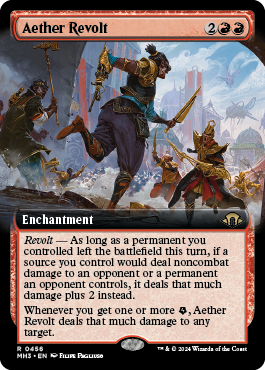 Aether Revolt 2
Enchantment
Revolt — As long as a permanent you
controlled left the battlefield this turn, if a
source you control would deal noncombat
damage to an opponent or a permanent
an opponent controls, it deals that much
damage plus 2 instead.
Whenever you get one or more , Aether
Revolt deals that much damage to any
target.
R 0456
MH3 • EN Filipe Pagliuso
™ & © 2024 Wizards of the Coast